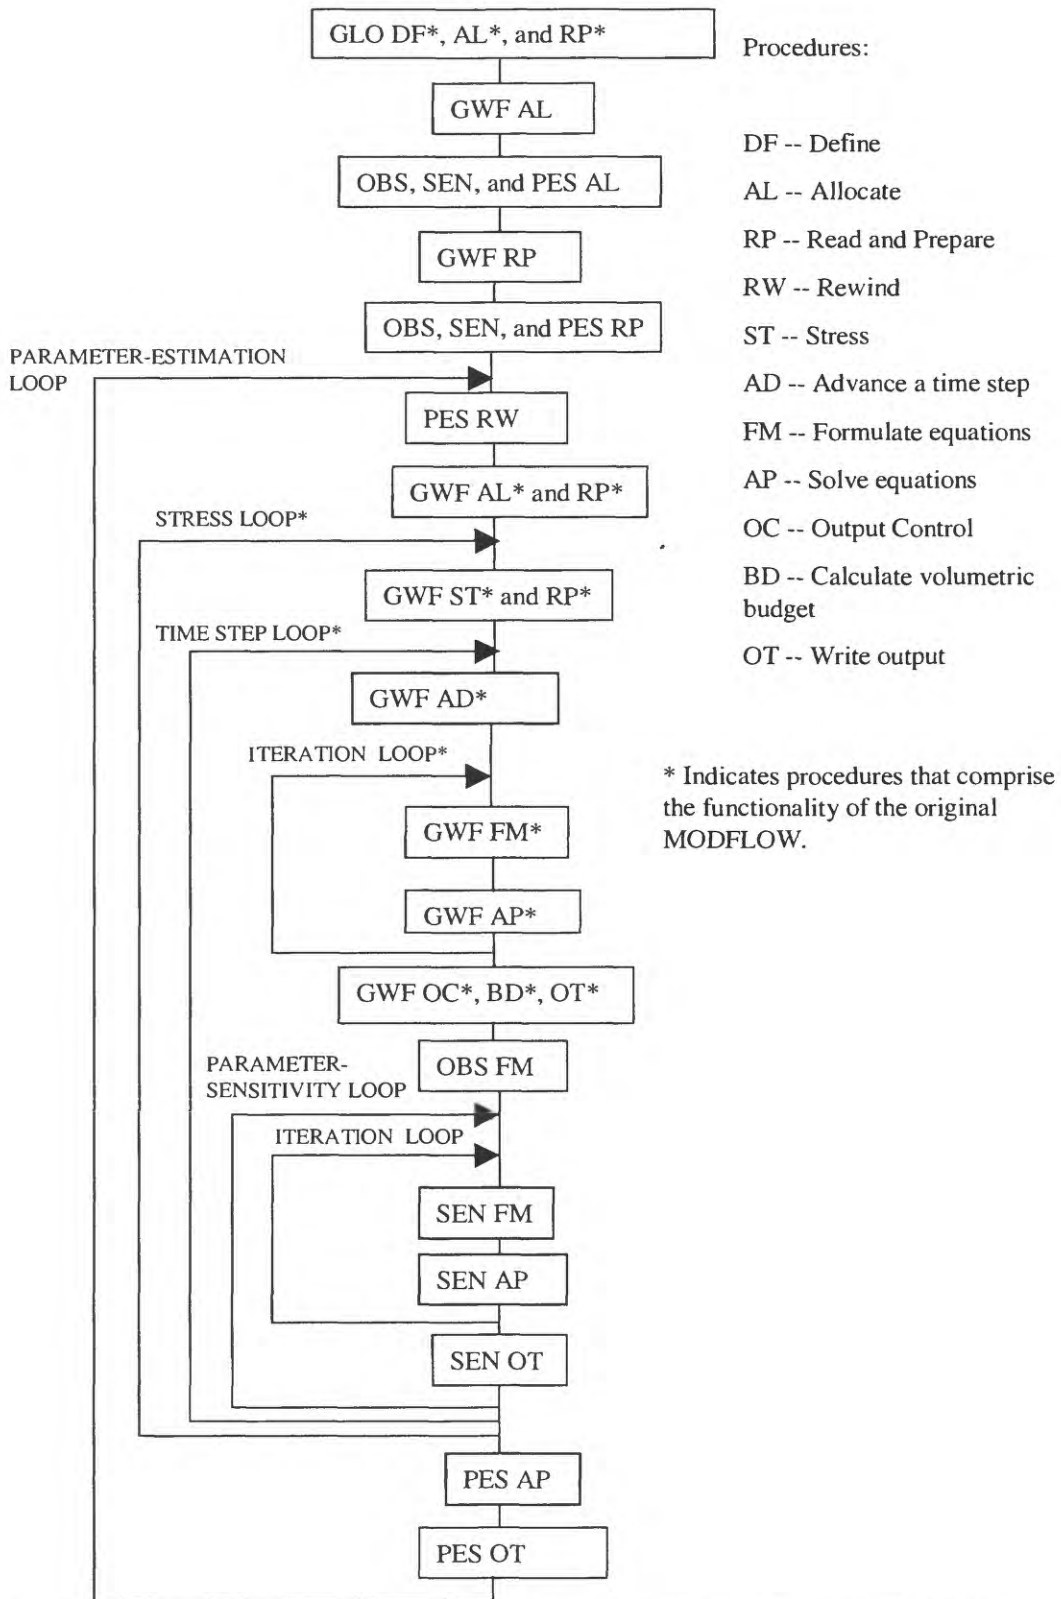 GLO DF*, AL*, and RP*
GWF AL
OBS, SEN, and PES AL
GWF RP
OBS, SEN, and PES RP
PARAMETER-ESTIMATION
LOOP
PES RW
GWF AL* and RP*
STRESS LOOP*
GWF ST* and RP*
TIME STEP LOOP*
GWF AD*
ITERATION LOOP*
GWF FM*
GWF AP*
GWF OC*, BD*, OT*
OBS FM
PARAMETER-
SENSITIVITY LOOP
ITERATION LOOP
SEN FM
SEN AP
SEN OT
PES AP
PES OT
Procedures:
DF -- Define
AL -- Allocate
RP -- Read and Prepare
RW -- Rewind
ST -- Stress
AD -- Advance a time step
FM -- Formulate equations
AP -- Solve equations
OC -- Output Control
BD -- Calculate volumetric
budget
OT -- Write output
* Indicates procedures that comprise
the functionality of the original
MODFLOW.